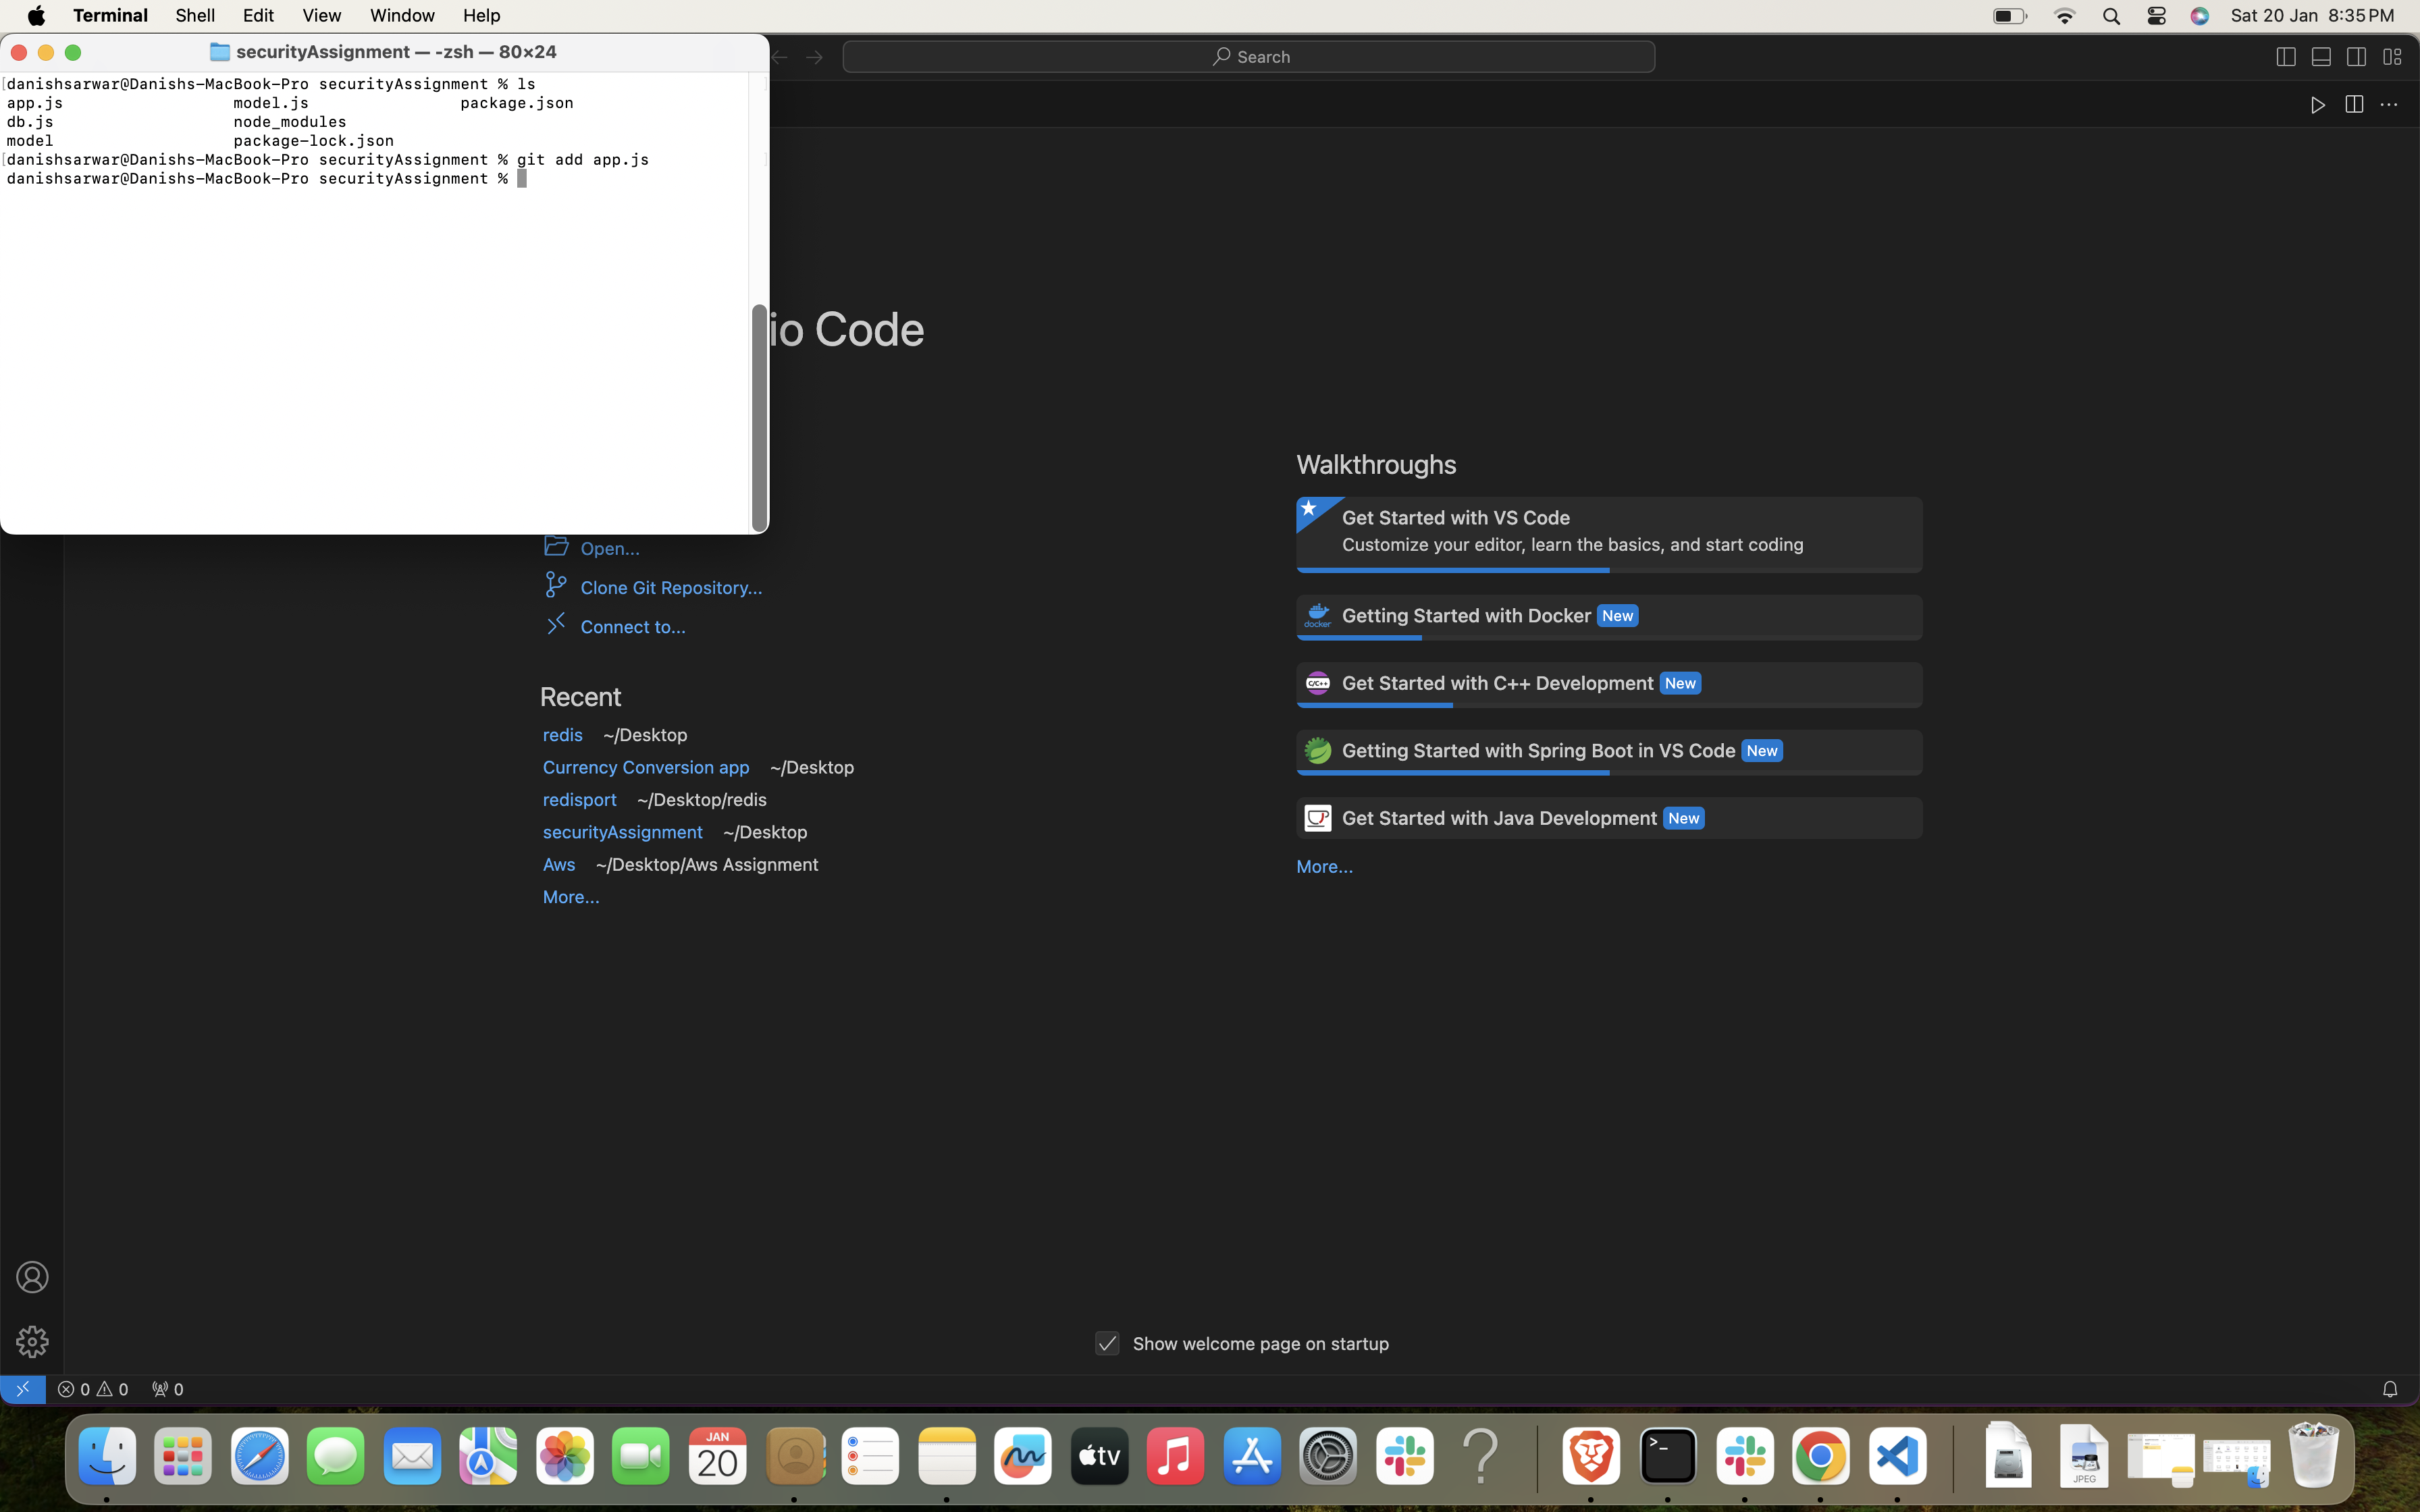 Terminal Shell Edit View Window Help Sat 20 Jan 8:35 PM
securityAssignment — -zsh — 80×24
Search
danishsarwar@Danishs-MacBook-Pro securityAssignment % ls
app.js model.js package.json
db.js node_modules
model package-lock.json
danishsarwar@Danishs-MacBook-Pro securityAssignment % git add app.js
danishsarwar@Danishs-MacBook-Pro securityAssignment %
io Code
Open...
Clone Git Repository...
Connect to...
Recent
redis ~/Desktop
Currency Conversion app ~/Desktop
redisport ~/Desktop/redis
securityAssignment ~/Desktop
Aws ~/Desktop/Aws Assignment
More...
Walkthroughs
Get Started with VS Code
Customize your editor, learn the basics, and start coding
docker Getting Started with Docker New
C/C++ Get Started with C++ Development New
Getting Started with Spring Boot in VS Code New
Get Started with Java Development New
More...
Show welcome page on startup
0 0 0
JAN
20
tv
JPEG